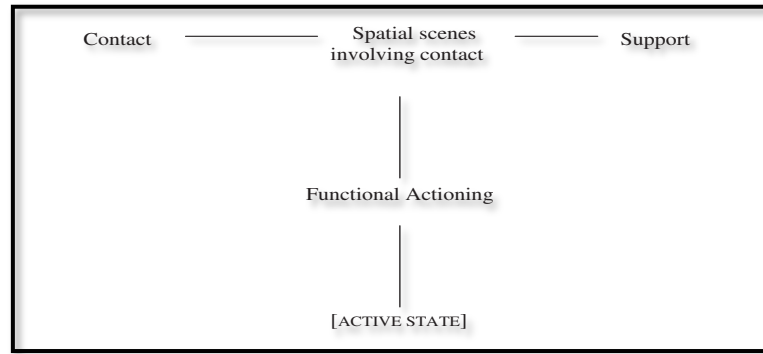 Contact
Spatial scenes
involving contact
Support
Functional Actioning
[ACTIVE STATE]